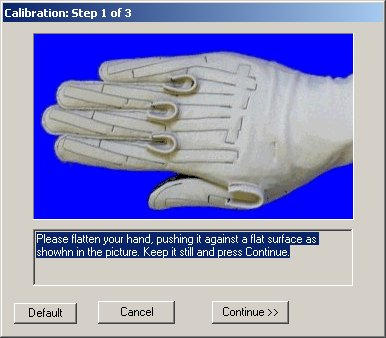 Calibration: Step 1 of 3
Please flatten your hand, pushing it against a flat surface as
showhn in the picture. Keep it still and press Continue.
Default
Cancel
Continue >>